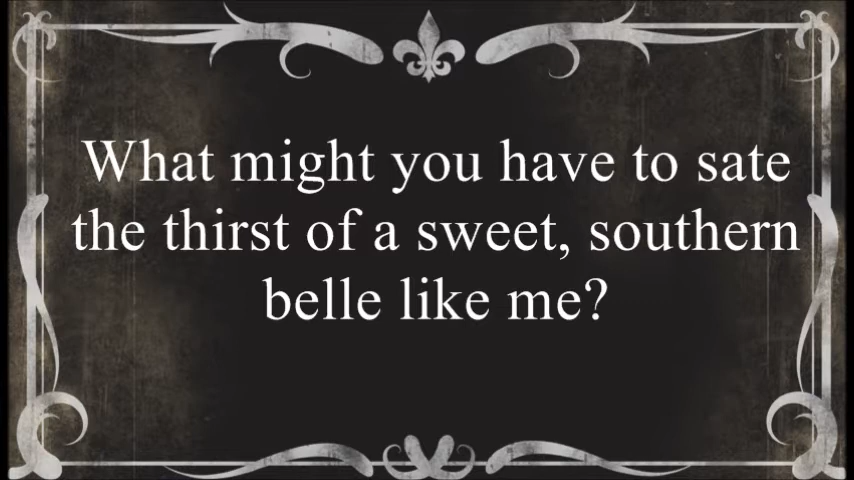 What might you have to sate
the thirst of a sweet, southern
belle like me?